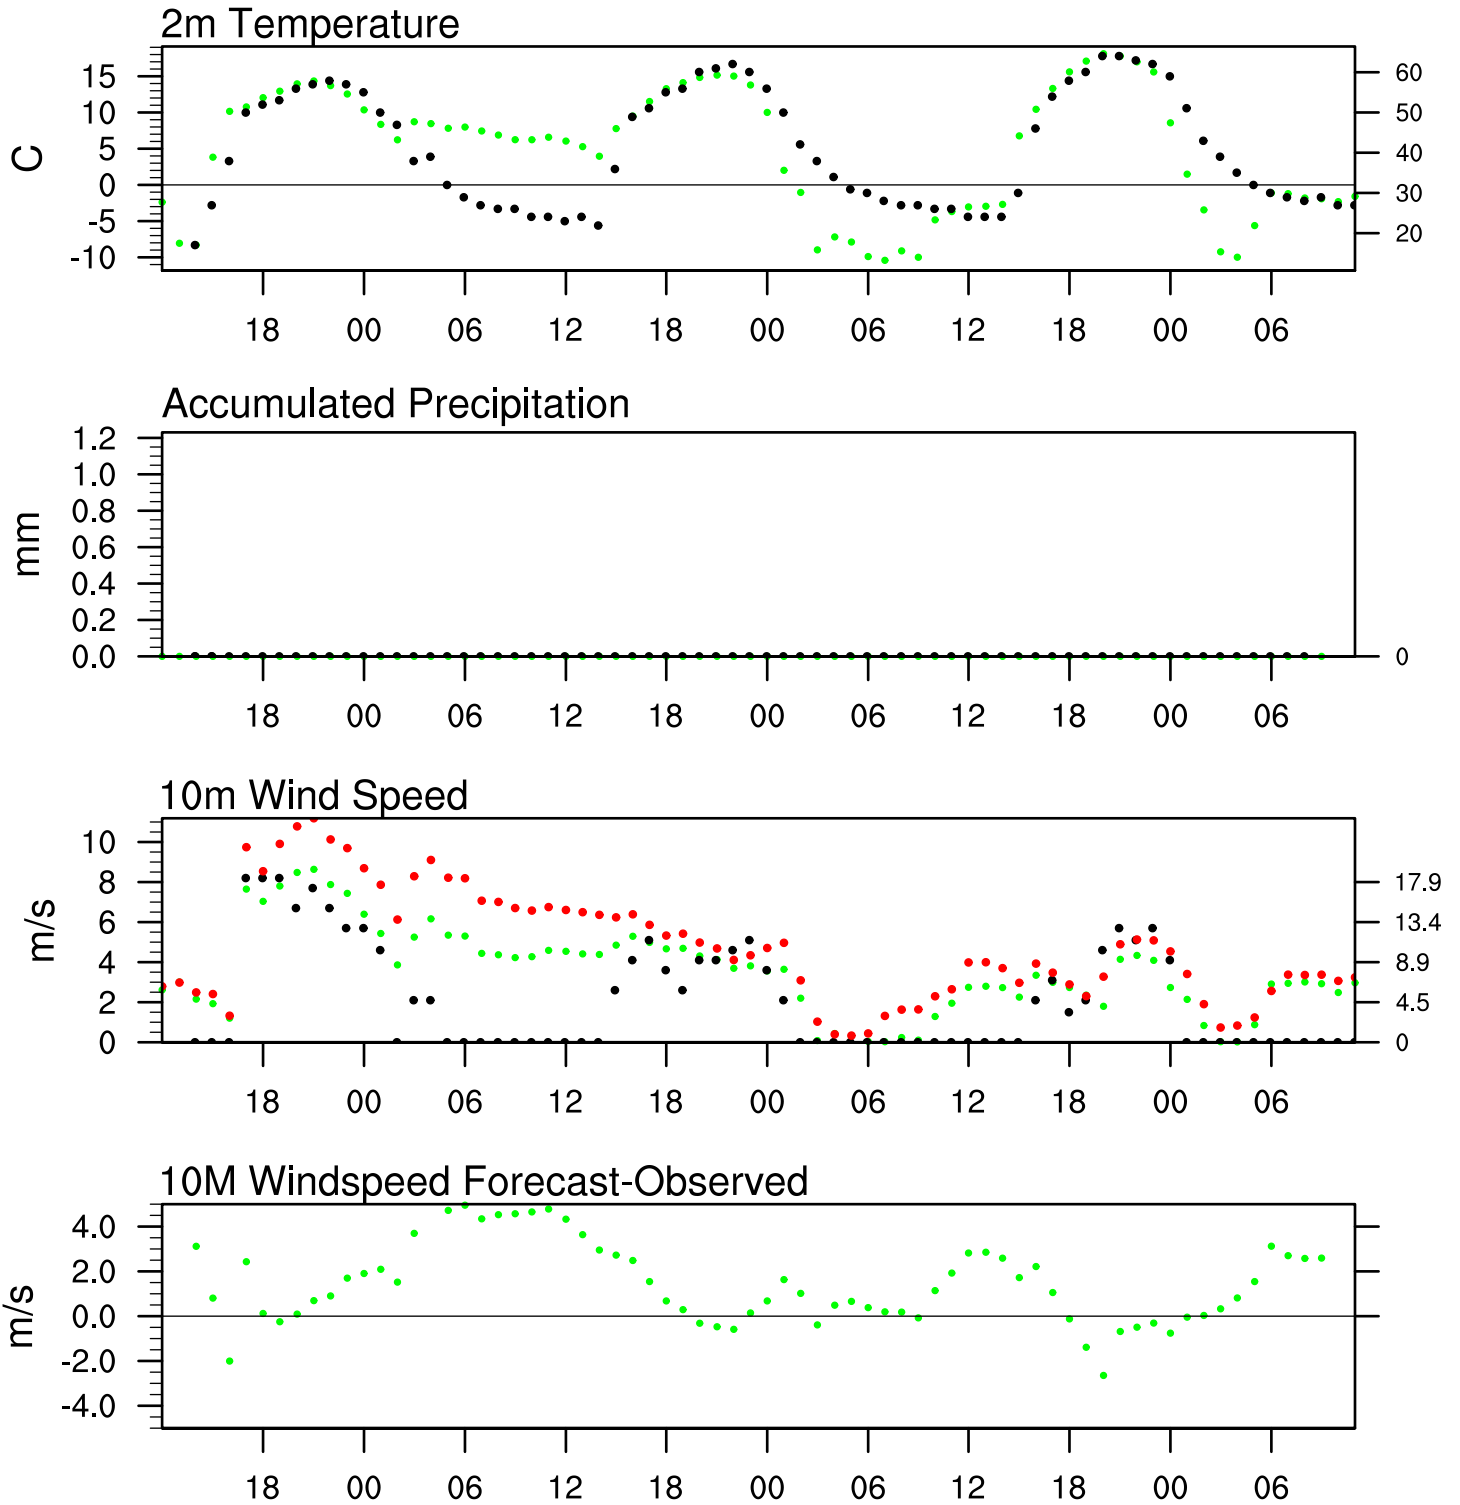 2m Temperature
15
10
5
0
-5
-10
C
60
50
40
30
20
18 00 06 12 18 00 06 12 18 00 06
Accumulated Precipitation
1.2
1.0
0.8
0.6
0.4
0.2
0.0
mm
0
18 00 06 12 18 00 06 12 18 00 06
10m Wind Speed
10
8
6
4
2
0
m/s
17.9
13.4
8.9
4.5
0
18 00 06 12 18 00 06 12 18 00 06
10M Windspeed Forecast-Observed
4.0
2.0
0.0
-2.0
-4.0
m/s
18 00 06 12 18 00 06 12 18 00 06